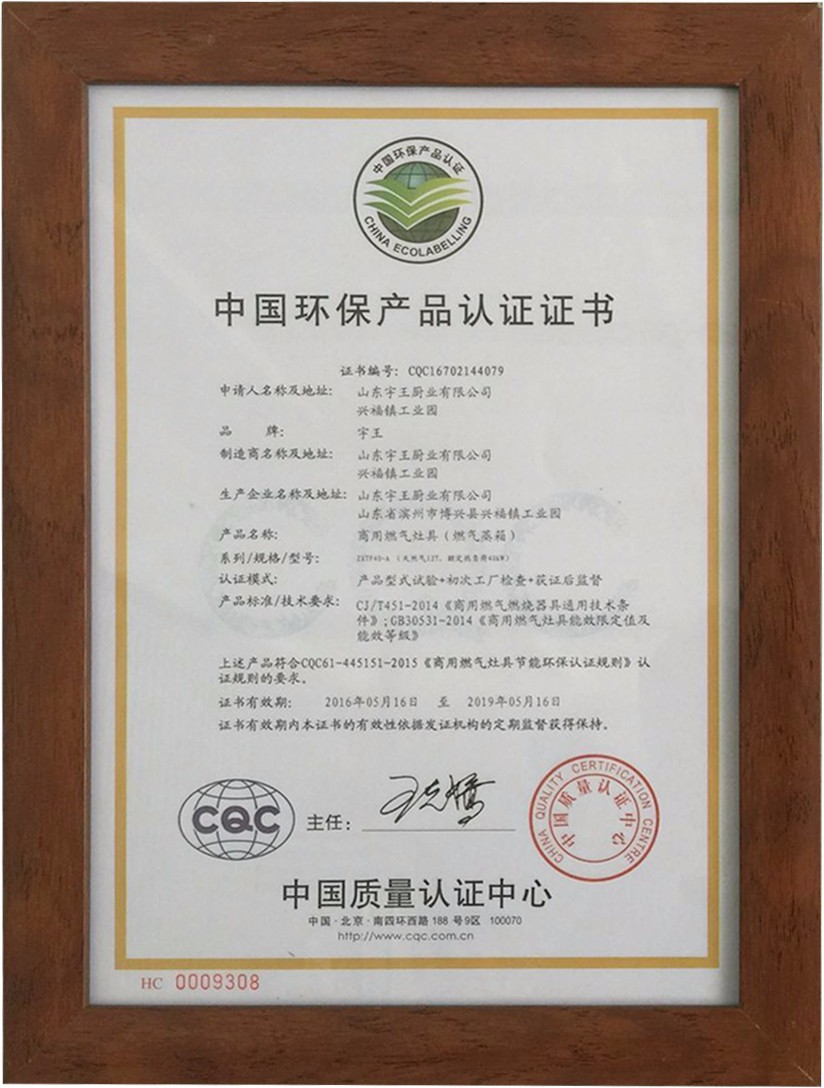 中国环保产品认证
CHINA ECOLABELLING
中国环保产品认证证书
证书编号: CQC16702144079
申请人名称及地址: 山东宇王厨业有限公司
兴福镇工业园
品 牌: 宇王
制造商名称及地址: 山东宇王厨业有限公司
兴福镇工业园
生产企业名称及地址: 山东宇王厨业有限公司
山东省滨州市博兴县兴福镇工业园
产品名称: 商用燃气灶具(燃气蒸箱)
系列/规格/型号: (天然气12T, 额定热负荷40kW)
认证模式: 产品型式试验+初次工厂检查+获证后监督
产品标准/技术要求: CJ/T451-2014《商用燃气燃烧器具通用技术条
件》;GB30531-2014《商用燃气灶具能效限定值及
能效等级》
上述产品符合CQC61-445151-2015《商用燃气灶具节能环保认证规则》认
证规则的要求。
证书有效期: 2016年05月16日 至 2019年05月16日
证书有效期内本证书的有效性依据发证机构的定期监督获得保持。
CQC
主任:
CHINA QUALITY CERTIFICATION CENTRE
中国质量认证中心
中国质量认证中心
中国·北京·南四环西路 188 号9区 100070
http://www.cqc.com.cn
HC 0009308